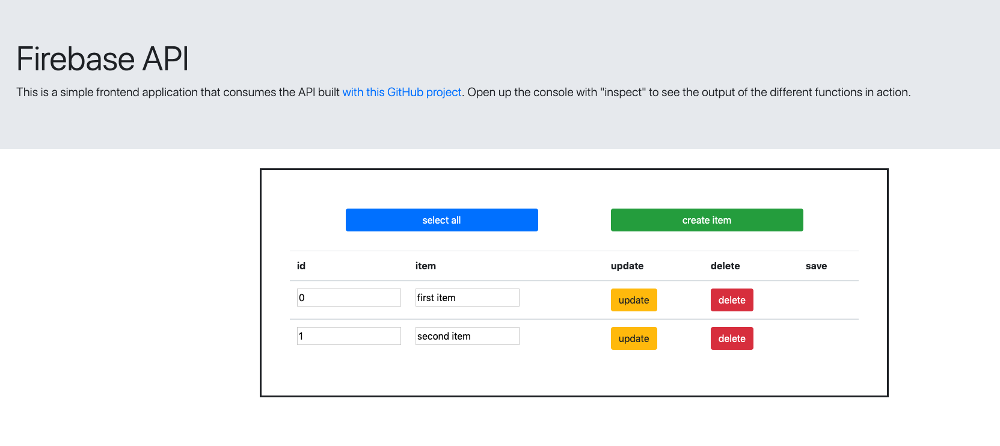 Firebase API
This is a simple frontend application that consumes the API built with this GitHub project. Open up the console with "inspect" to see the output of the different functions in action.
select all create item
id item update delete save
0 first item update delete
1 second item update delete